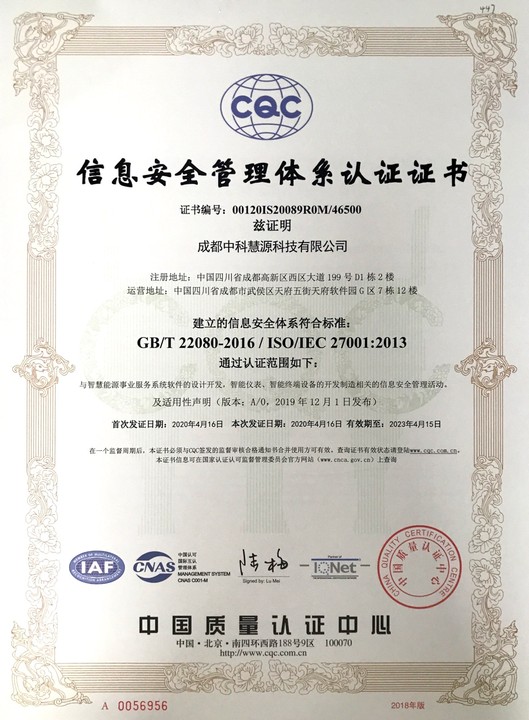 447
CQC
信息安全管理体系认证证书
证书编号：00120IS20089R0M/46500
兹证明
成都中科慧源科技有限公司
注册地址：中国四川省成都高新区西区大道 199 号 D1 栋 2 楼
运营地址：中国四川省成都市武侯区天府五街天府软件园 G 区 7 栋 12 楼
建立的信息安全体系符合标准：
GB/T 22080-2016 / ISO/IEC 27001:2013
通过认证范围如下：
与智慧能源事业服务系统软件的设计开发，智能仪表、智能终端设备的开发制造相关的信息安全管理活动。
及适用性声明（版本：A/0，2019 年 12 月 1 日发布）
首次发证日期：2020年4月16日 本次发证日期：2020年4月16日 有效期至：2023年4月15日
在一个监督周期后，本证书必须与CQC签发的监督审核合格通知书合并使用方可有效，查询证书有效状态请登陆www.cqc.com.cn，
本证书信息可在国家认证认可监督管理委员会官方网站（www.cnca.gov.cn）上查询
IAF
CNAS
中国认可
国际互认
管理体系
MANAGEMENT SYSTEM
CNAS C001-M
陆梅
Signed by: Lu Mei
Partner of
IQNet
CHINA QUALITY CERTIFICATION CENTRE
中国质量认证中心
中国质量认证中心
中国·北京·南四环西路188号9区 100070
http://www.cqc.com.cn
A 0056956
2018年版